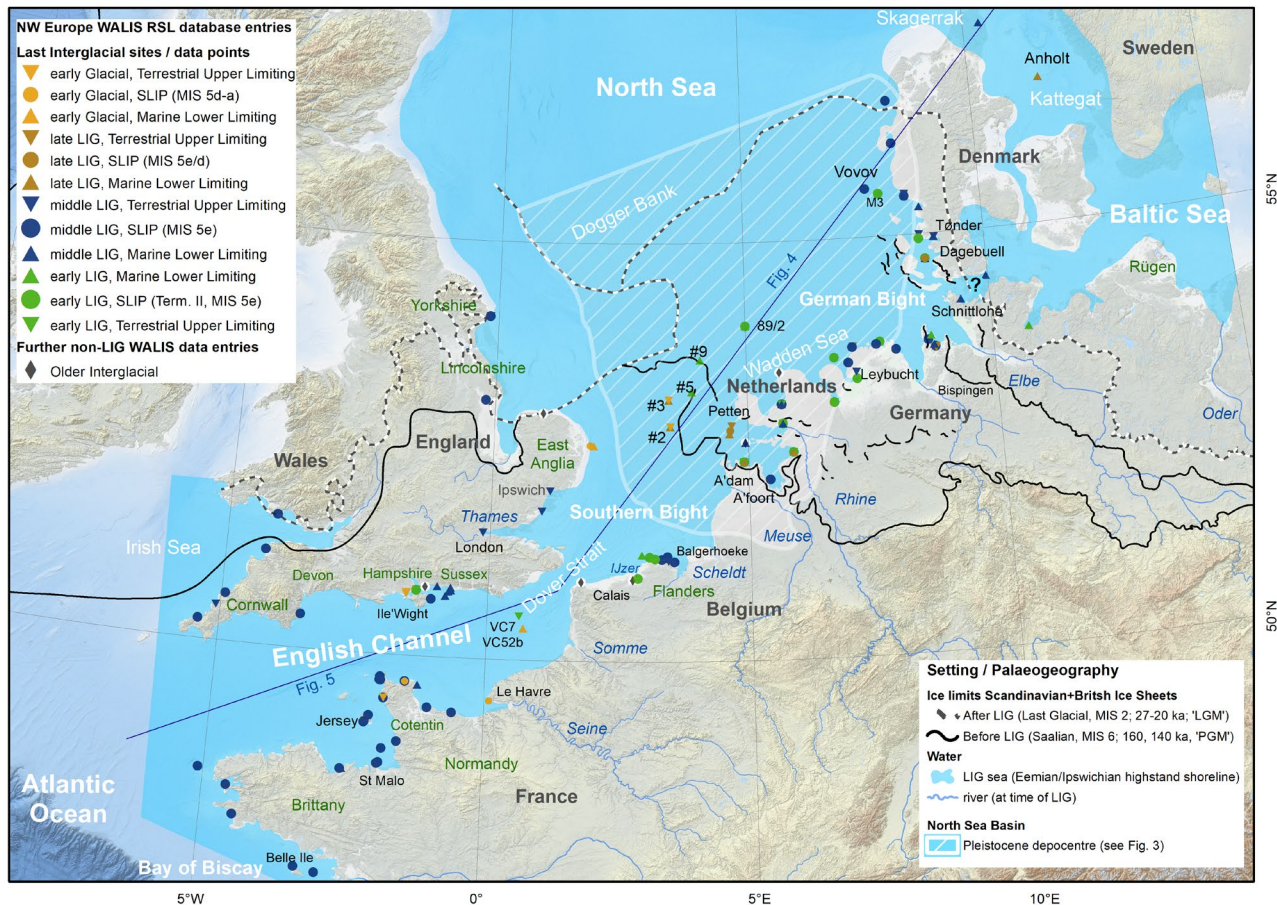 NW Europe WALIS RSL database entries
Last Interglacial sites / data points
early Glacial, Terrestrial Upper Limiting
early Glacial, SLIP (MIS 5d-a)
early Glacial, Marine Lower Limiting
late LIG, Terrestrial Upper Limiting
late LIG, SLIP (MIS 5e/d)
late LIG, Marine Lower Limiting
middle LIG, Terrestrial Upper Limiting
middle LIG, SLIP (MIS 5e)
middle LIG, Marine Lower Limiting
early LIG, Marine Lower Limiting
early LIG, SLIP (Term. II, MIS 5e)
early LIG, Terrestrial Upper Limiting
Further non-LIG WALIS data entries
Older Interglacial
Skagerrak
Sweden
Anholt
North Sea
Kattegat
Denmark
Vovov
M3
55°N
Dogger Bank
Baltic Sea
Tønder
Dagebuell
Rügen
Fig. 4
?
German Bight
Yorkshire
Schnittlohe
89/2
Wadden Sea
#9
Lincolnshire
Netherlands
Leybucht
Elbe
Bispingen
#5
#3
Petten
Germany
Oder
#2
England
East
Anglia
Wales
A'dam
A'foort
Ipswich
Rhine
Thames
Southern Bight
Meuse
Irish Sea
London
Balgerhoeke
Dover Strait
IJzer
Scheldt
Devon
Hampshire
Sussex
Calais
Flanders
Cornwall
Ile'Wight
Belgium
50°N
VC7
VC52b
English Channel
Somme
Fig. 5
Le Havre
Jersey
Cotentin
Seine
Normandy
St Malo
Atlantic
Ocean
Brittany
France
Belle Ile
Bay of Biscay
Setting / Palaeogeography
Ice limits Scandinavian+Britsh Ice Sheets
After LIG (Last Glacial, MIS 2; 27-20 ka; 'LGM')
Before LIG (Saalian, MIS 6; 160, 140 ka, 'PGM')
Water
LIG sea (Eemian/Ipswichian highstand shoreline)
river (at time of LIG)
North Sea Basin
Pleistocene depocentre (see Fig. 3)
5°W
0°
5°E
10°E